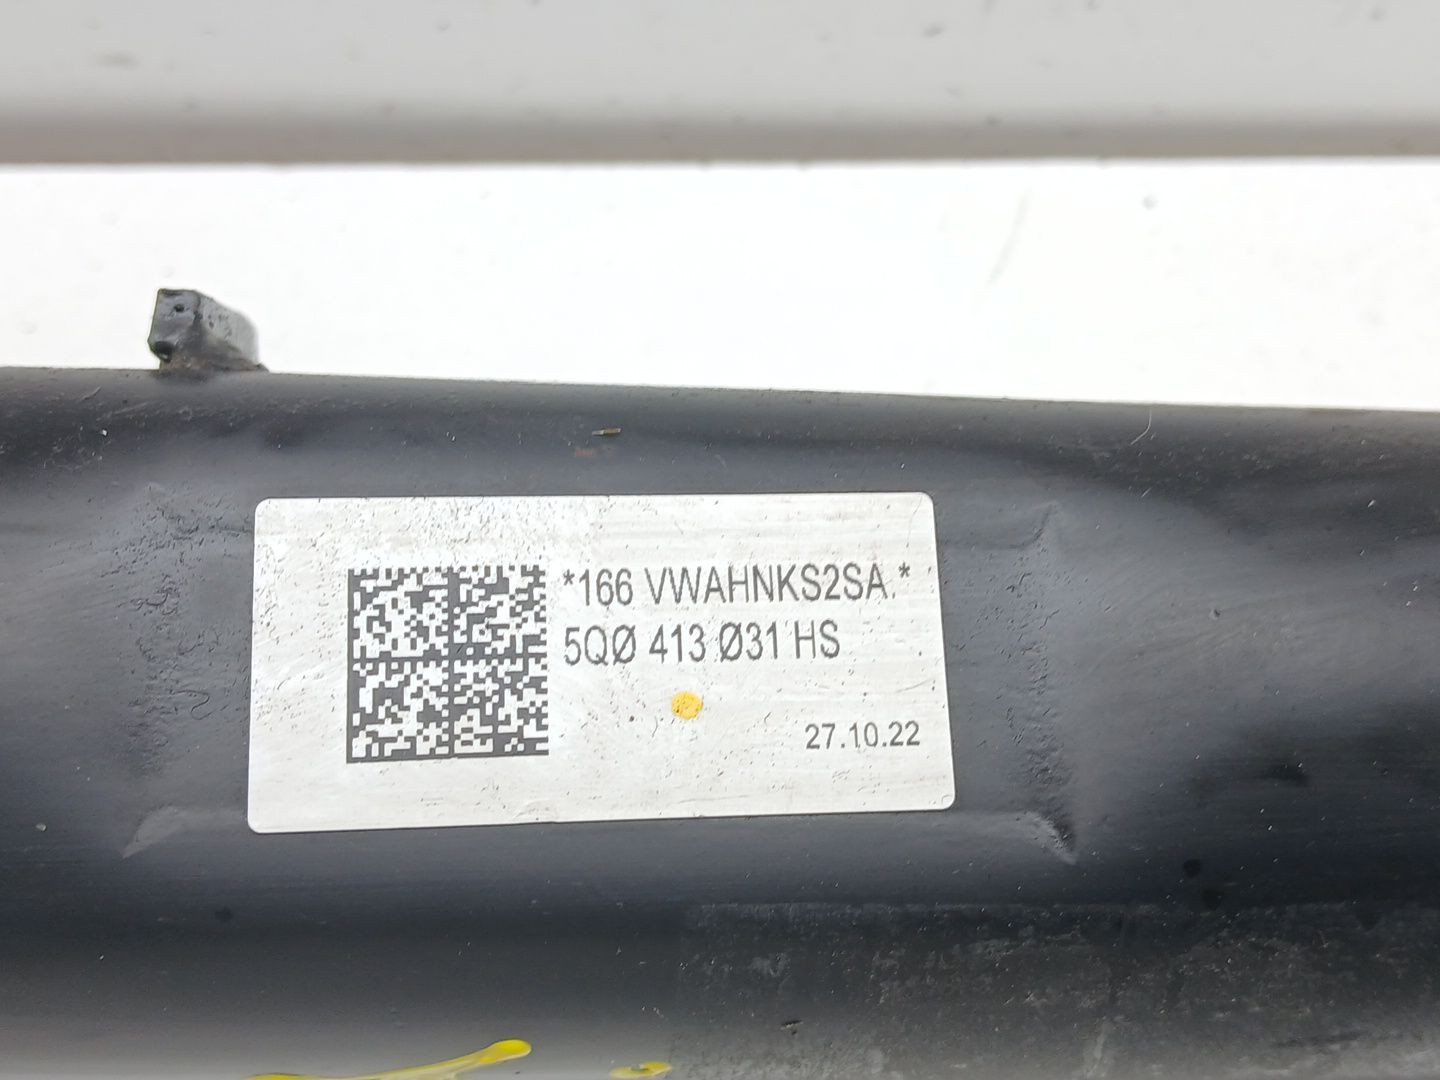 *166 VWAHNKS2SA.*
5QØ 413 Ø31 HS
27.10.22